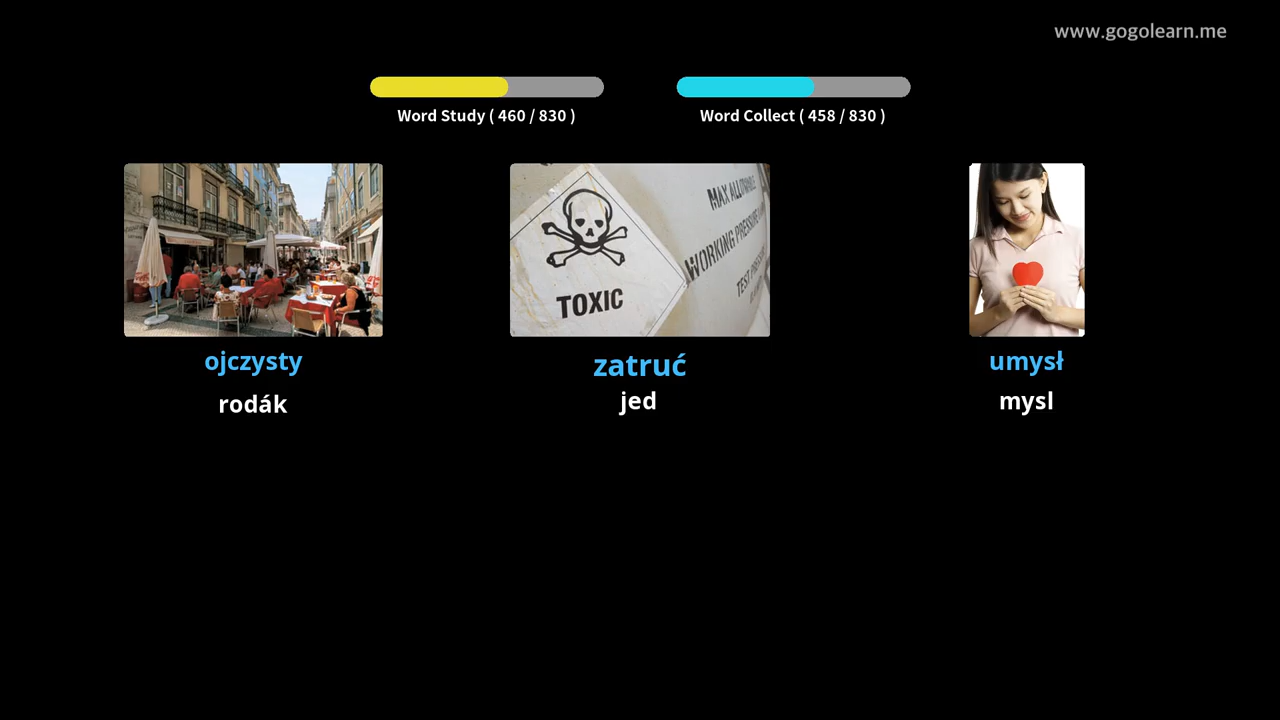 www.gogolearn.me
Word Study ( 460 / 830 )
Word Collect ( 458 / 830 )
TOXIC
MAX ALLOWABLE
WORKING PRESSURE
TEST
ojczysty
zatruć
umysł
rodák
jed
mysl